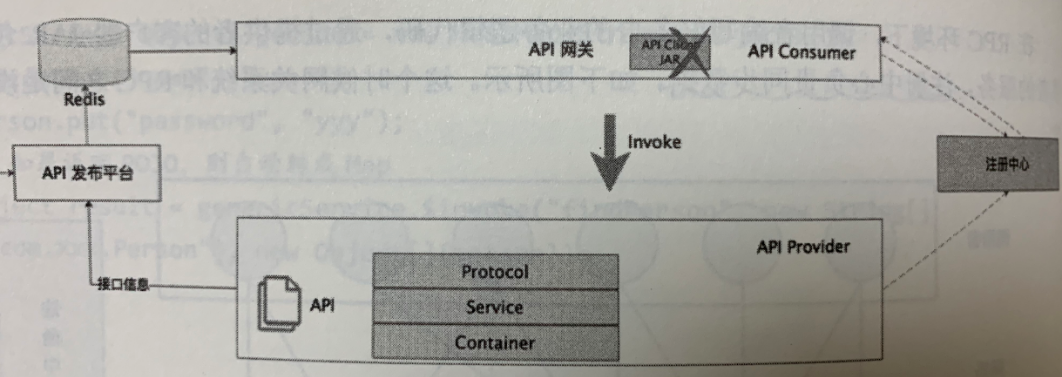 API 网关
API Client
JAR
API Consumer
Redis
Invoke
注册中心
API 发布平台
接口信息
API Provider
API
Protocol
Service
Container